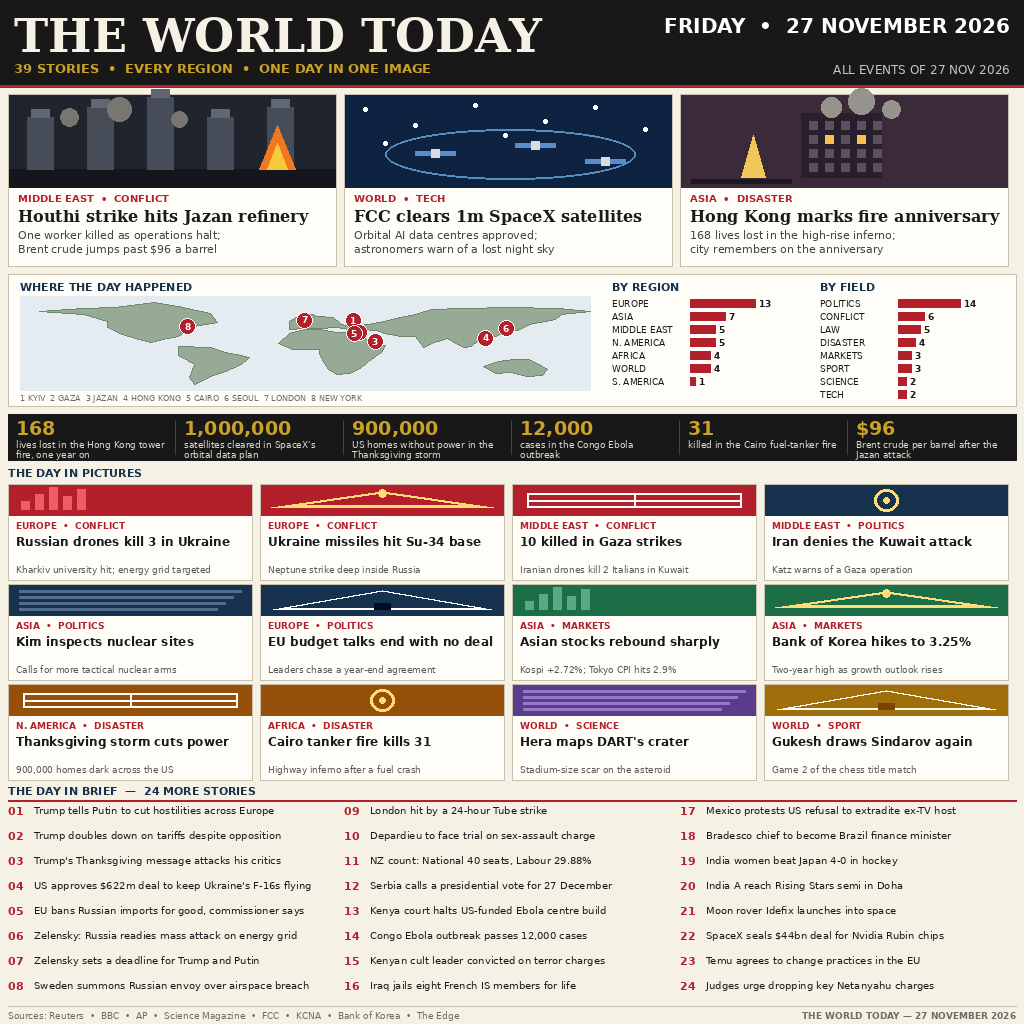 THE WORLD TODAY
FRIDAY • 27 NOVEMBER 2026
39 STORIES • EVERY REGION • ONE DAY IN ONE IMAGE
ALL EVENTS OF 27 NOV 2026
MIDDLE EAST • CONFLICT
Houthi strike hits Jazan refinery
One worker killed as operations halt;
Brent crude jumps past $96 a barrel
WORLD • TECH
FCC clears 1m SpaceX satellites
Orbital AI data centres approved;
astronomers warn of a lost night sky
ASIA • DISASTER
Hong Kong marks fire anniversary
168 lives lost in the high-rise inferno;
city remembers on the anniversary
WHERE THE DAY HAPPENED
8
7
1
5
3
4
6
1 KYIV 2 GAZA 3 JAZAN 4 HONG KONG 5 CAIRO 6 SEOUL 7 LONDON 8 NEW YORK
BY REGION
EUROPE 13
ASIA 7
MIDDLE EAST 5
N. AMERICA 5
AFRICA 4
WORLD 4
S. AMERICA 1
BY FIELD
POLITICS 14
CONFLICT 6
LAW 5
DISASTER 4
MARKETS 3
SPORT 3
SCIENCE 2
TECH 2
168
lives lost in the Hong Kong tower
fire, one year on
1,000,000
satellites cleared in SpaceX's
orbital data plan
900,000
US homes without power in the
Thanksgiving storm
12,000
cases in the Congo Ebola
outbreak
31
killed in the Cairo fuel-tanker fire
$96
Brent crude per barrel after the
Jazan attack
THE DAY IN PICTURES
EUROPE • CONFLICT
Russian drones kill 3 in Ukraine
Kharkiv university hit; energy grid targeted
EUROPE • CONFLICT
Ukraine missiles hit Su-34 base
Neptune strike deep inside Russia
MIDDLE EAST • CONFLICT
10 killed in Gaza strikes
Iranian drones kill 2 Italians in Kuwait
MIDDLE EAST • POLITICS
Iran denies the Kuwait attack
Katz warns of a Gaza operation
ASIA • POLITICS
Kim inspects nuclear sites
Calls for more tactical nuclear arms
EUROPE • POLITICS
EU budget talks end with no deal
Leaders chase a year-end agreement
ASIA • MARKETS
Asian stocks rebound sharply
Kospi +2.72%; Tokyo CPI hits 2.9%
ASIA • MARKETS
Bank of Korea hikes to 3.25%
Two-year high as growth outlook rises
N. AMERICA • DISASTER
Thanksgiving storm cuts power
900,000 homes dark across the US
AFRICA • DISASTER
Cairo tanker fire kills 31
Highway inferno after a fuel crash
WORLD • SCIENCE
Hera maps DART's crater
Stadium-size scar on the asteroid
WORLD • SPORT
Gukesh draws Sindarov again
Game 2 of the chess title match
THE DAY IN BRIEF — 24 MORE STORIES
01 Trump tells Putin to cut hostilities across Europe
02 Trump doubles down on tariffs despite opposition
03 Trump's Thanksgiving message attacks his critics
04 US approves $622m deal to keep Ukraine's F-16s flying
05 EU bans Russian imports for good, commissioner says
06 Zelensky: Russia readies mass attack on energy grid
07 Zelensky sets a deadline for Trump and Putin
08 Sweden summons Russian envoy over airspace breach
09 London hit by a 24-hour Tube strike
10 Depardieu to face trial on sex-assault charge
11 NZ count: National 40 seats, Labour 29.88%
12 Serbia calls a presidential vote for 27 December
13 Kenya court halts US-funded Ebola centre build
14 Congo Ebola outbreak passes 12,000 cases
15 Kenyan cult leader convicted on terror charges
16 Iraq jails eight French IS members for life
17 Mexico protests US refusal to extradite ex-TV host
18 Bradesco chief to become Brazil finance minister
19 India women beat Japan 4-0 in hockey
20 India A reach Rising Stars semi in Doha
21 Moon rover Idefix launches into space
22 SpaceX seals $44bn deal for Nvidia Rubin chips
23 Temu agrees to change practices in the EU
24 Judges urge dropping key Netanyahu charges
Sources: Reuters • BBC • AP • Science Magazine • FCC • KCNA • Bank of Korea • The Edge
THE WORLD TODAY — 27 NOVEMBER 2026